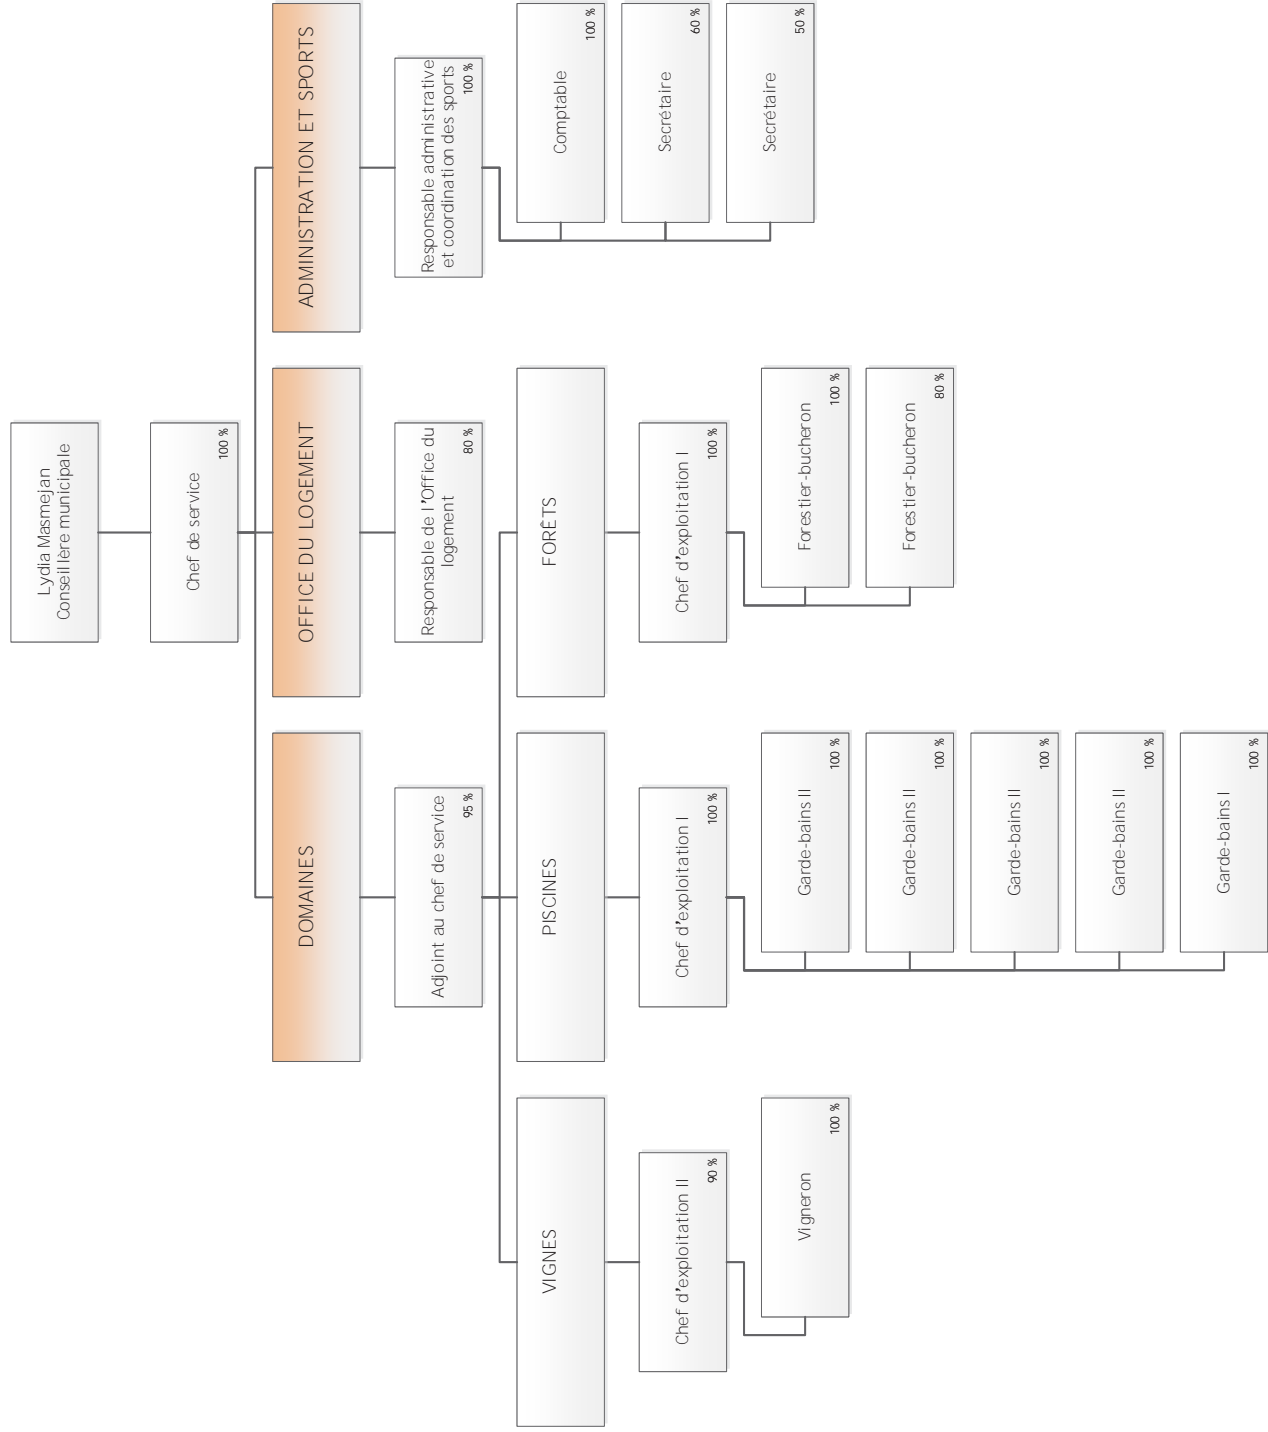 Lydia Masmejan
Conseillère municipale
Chef de service
100 %
DOMAINES
OFFICE DU LOGEMENT
ADMINISTRATION ET SPORTS
Adjoint au chef de service
95 %
Responsable de l'Office du
logement
80 %
Responsable administrative
et coordination des sports
100 %
VIGNES
PISCINES
FORÊTS
Comptable
100 %
Secrétaire
60 %
Secrétaire
50 %
Chef d'exploitation II
90 %
Chef d'exploitation I
100 %
Chef d'exploitation I
100 %
Vigneron
100 %
Garde-bains II
100 %
Garde-bains II
100 %
Garde-bains II
100 %
Garde-bains II
100 %
Garde-bains I
100 %
Forestier-bucheron
100 %
Forestier-bucheron
80 %